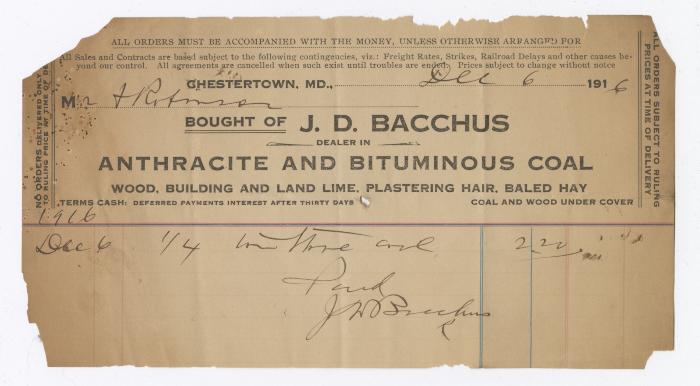 ALL ORDERS MUST BE ACCOMPANIED WITH THE MONEY, UNLESS OTHERWISE ARRANGED FOR
All Sales and Contracts are based subject to the following contingencies, viz.: Freight Rates, Strikes, Railroad Delays and other causes be-
yond our control. All agreements are cancelled when such exist until troubles are ended. Prices subject to change without notice
CHESTERTOWN, MD., Dec 6 1916
Mr Robinson
BOUGHT OF J. D. BACCHUS
DEALER IN
ANTHRACITE AND BITUMINOUS COAL
WOOD, BUILDING AND LAND LIME, PLASTERING HAIR, BALED HAY
TERMS CASH: DEFERRED PAYMENTS INTEREST AFTER THIRTY DAYS COAL AND WOOD UNDER COVER
NO ORDERS DELIVERED ONLY
TO RULING PRICE AT TIME OF
ALL ORDERS SUBJECT TO RULING
PRICES AT TIME OF DELIVERY
1916
Dec 6 1/4 ton Stove coal 2.20
Paid
J D Bacchus